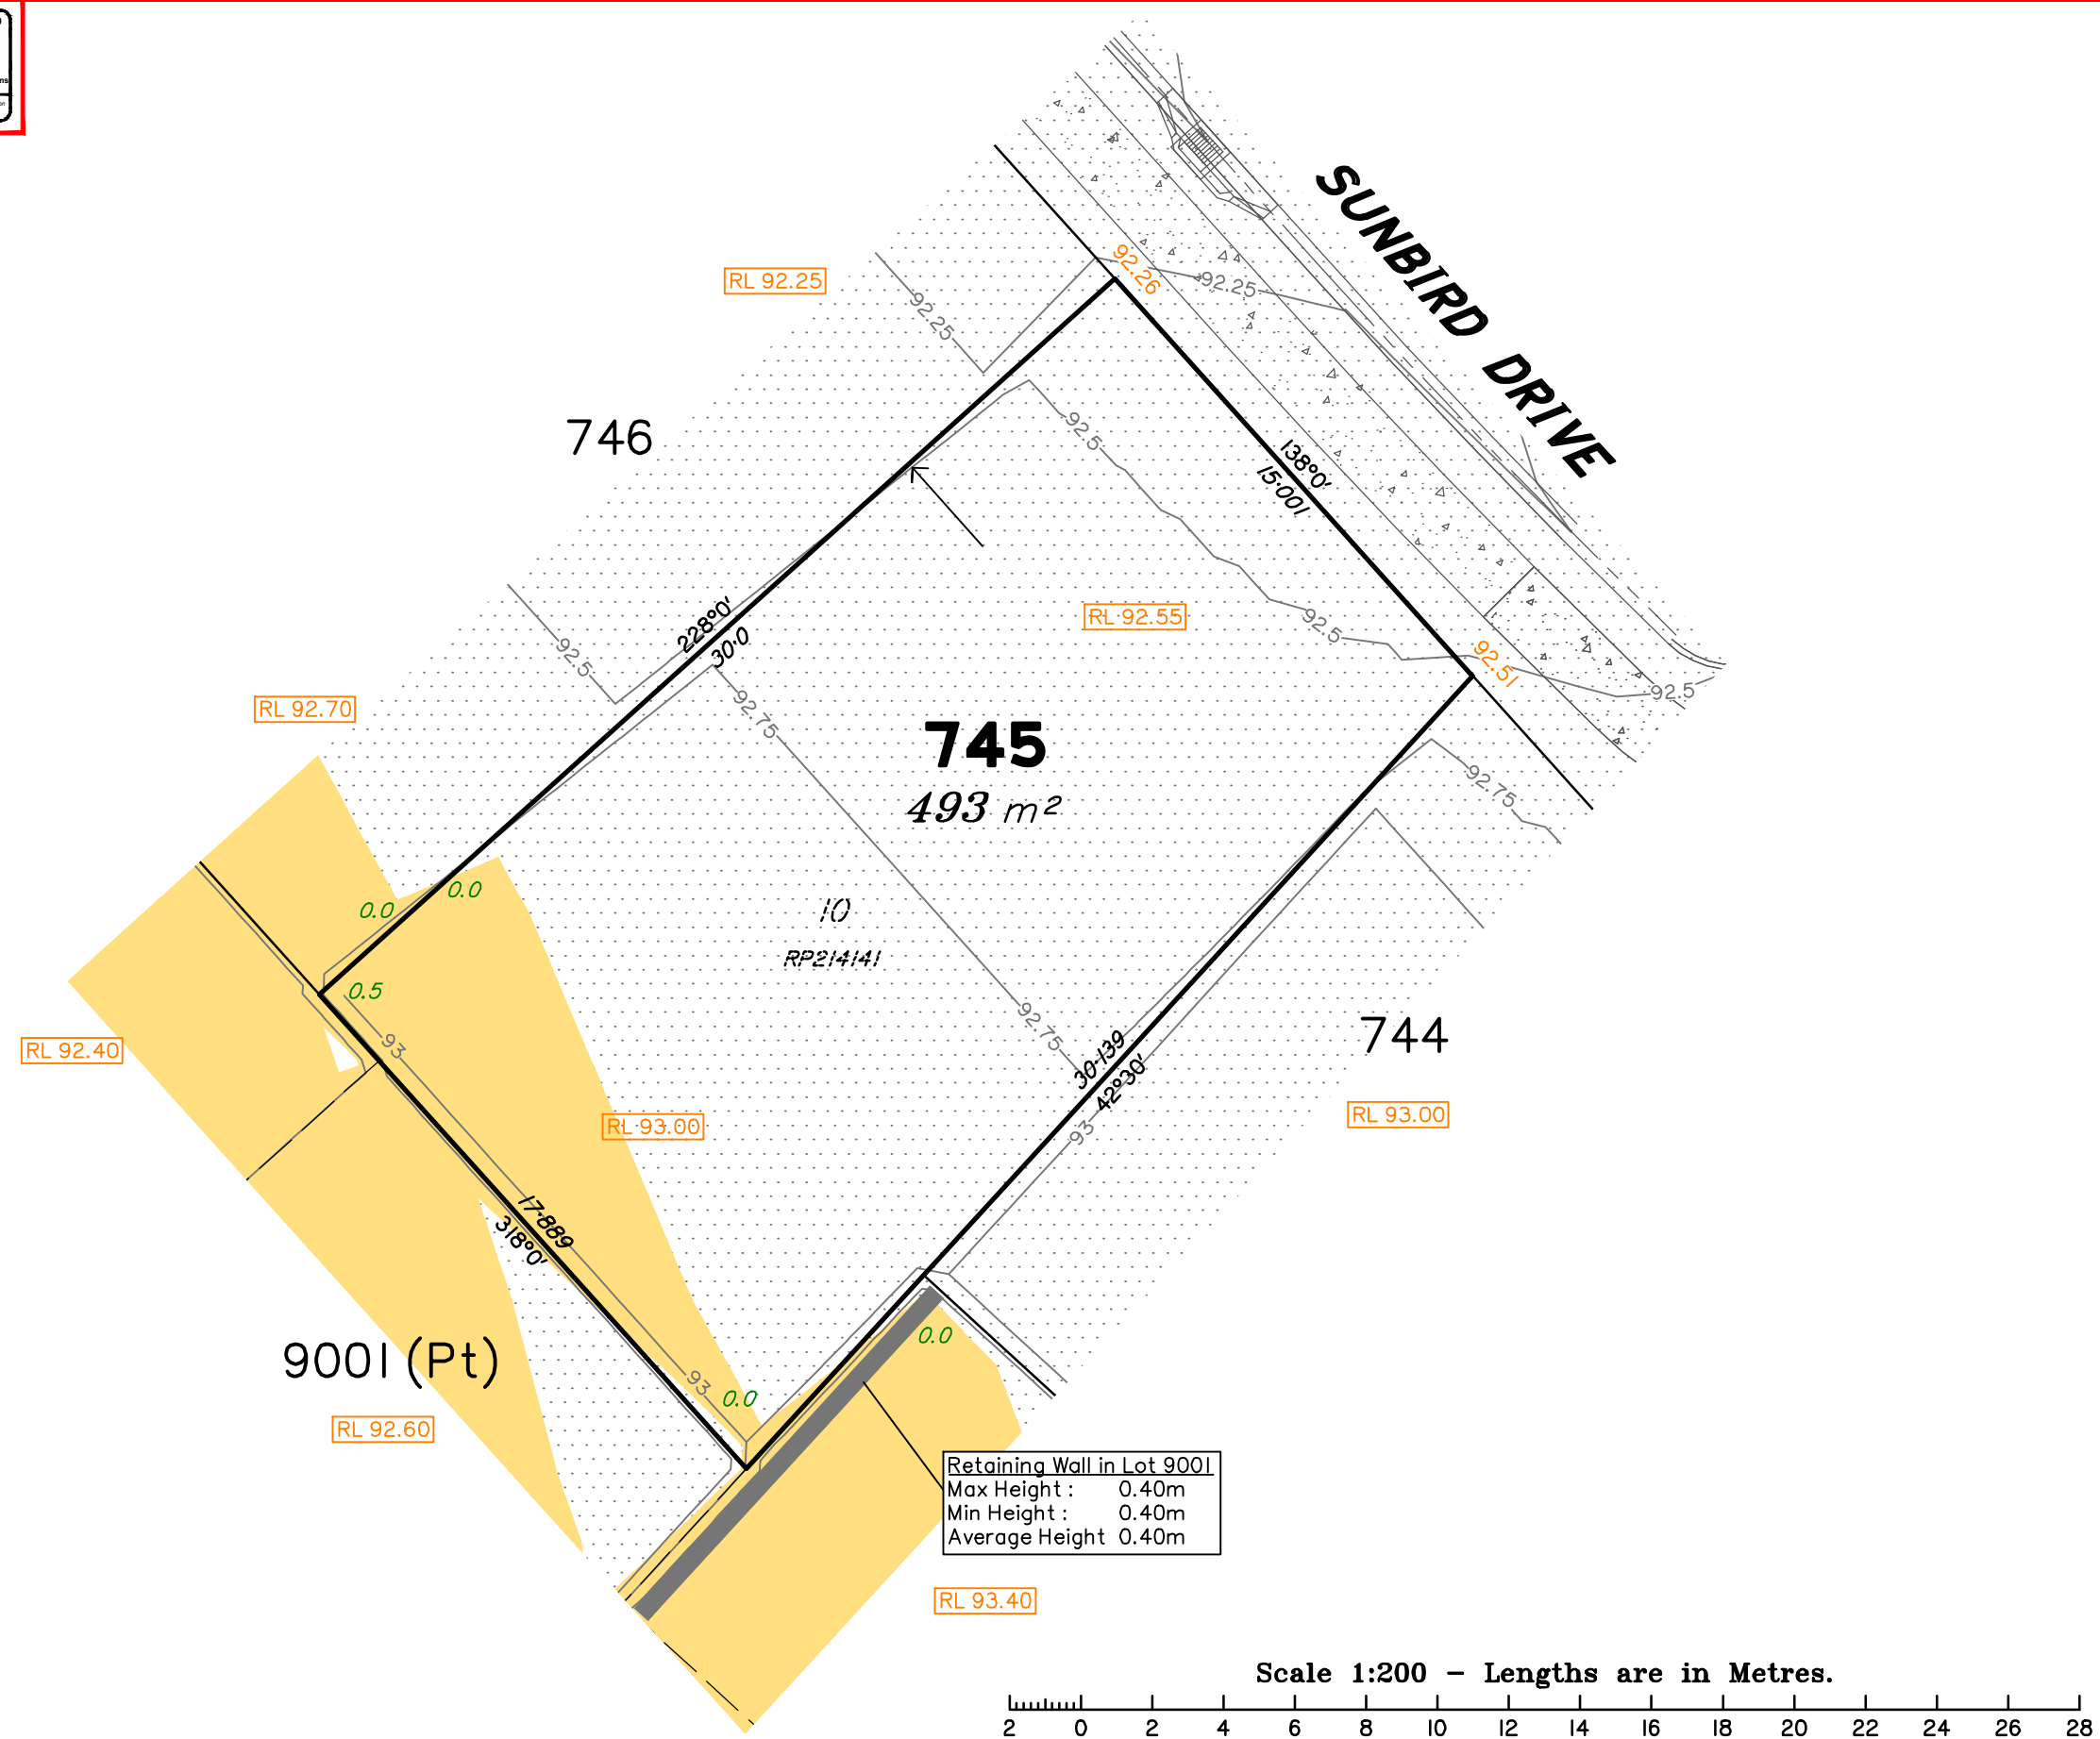 ns
SUNBIRD DRIVE
92.26
92.25
RL 92.25
92.25
746
92.5
138°0'
15·001
228°0'
30·0
RL 92.55
92.5
92.5
92.51
92.5
RL 92.70
92.75
745
493 m²
92.75
0.0
0.0
10
RP214141
0.5
93
RL 92.40
92.75
30·139
42°30'
744
RL 93.00
RL 93.00
93
17·889
318°0'
9001 (Pt)
93
0.0
0.0
RL 92.60
Retaining Wall in Lot 9001
Max Height : 0.40m
Min Height : 0.40m
Average Height 0.40m
RL 93.40
Scale 1:200 – Lengths are in Metres.
2 0 2 4 6 8 10 12 14 16 18 20 22 24 26 28